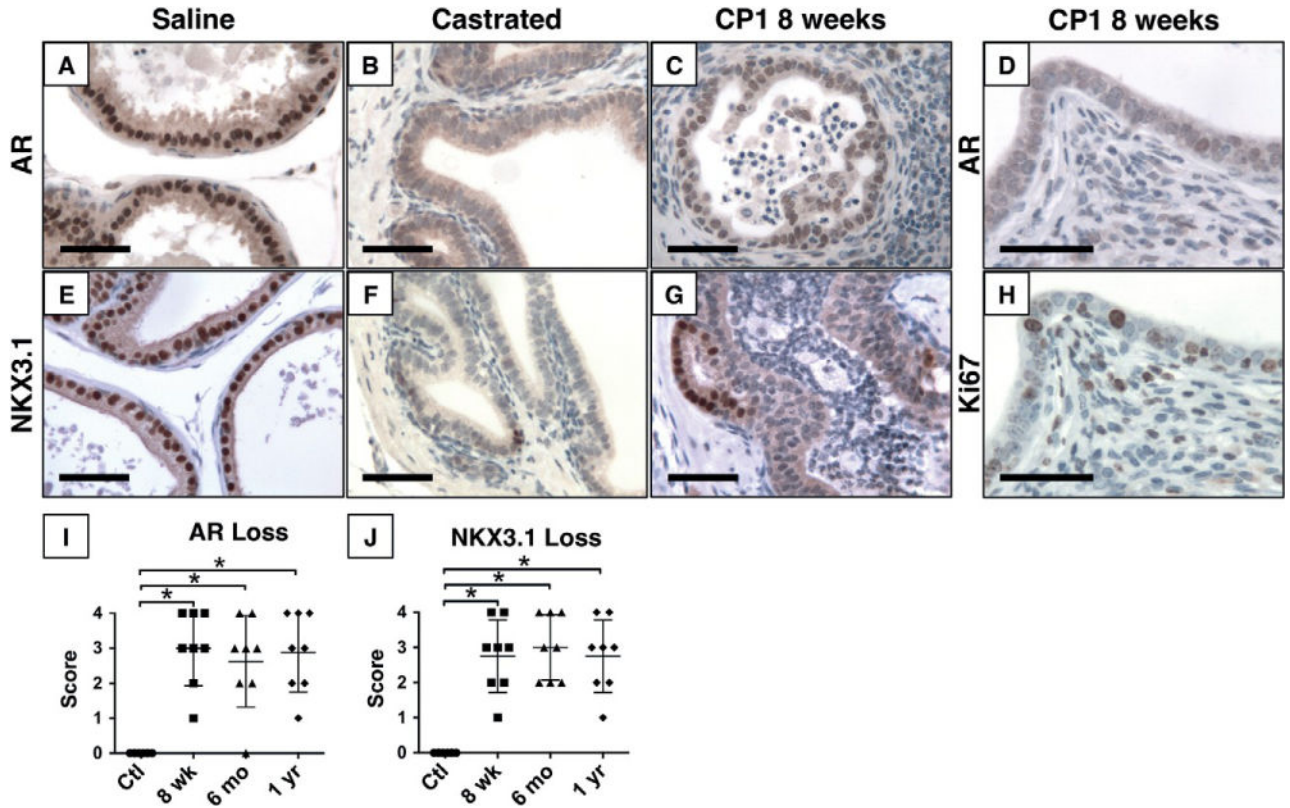 Saline Castrated CP1 8 weeks CP1 8 weeks
A B C D
AR AR
E F G H
NKX3.1 Ki67
I AR Loss J NKX3.1 Loss
* *
* *
* *
4 4
3 3
2 2
1 1
0 0
Score Score
Ctl 8 wk 6 mo 1 yr Ctl 8 wk 6 mo 1 yr